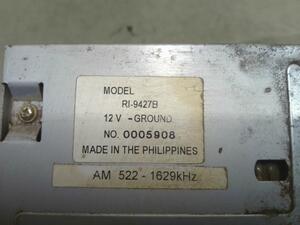 MODEL
RI-9427B
12 V -GROUND
NO. 0005908
MADE IN THE PHILIPPINES
AM 522 - 1629kHz